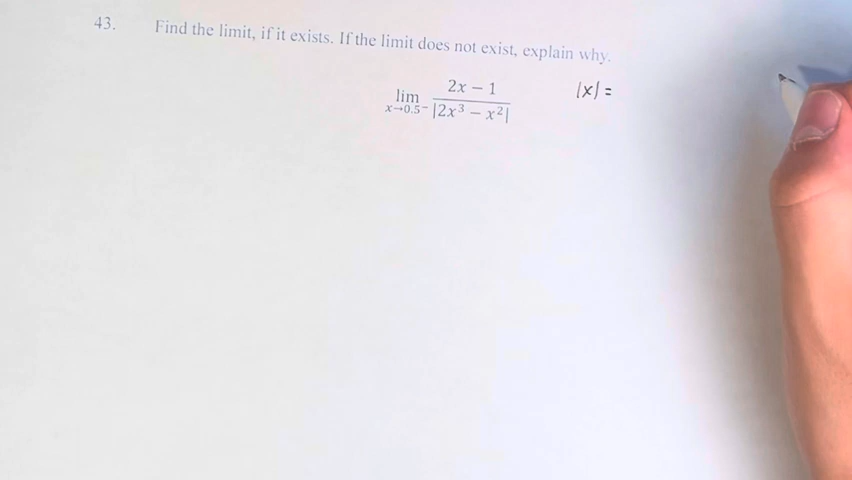 43. Find the limit, if it exists. If the limit does not exist, explain why.
lim x→0.5⁻ (2x − 1) / |2x³ − x²| |x| =